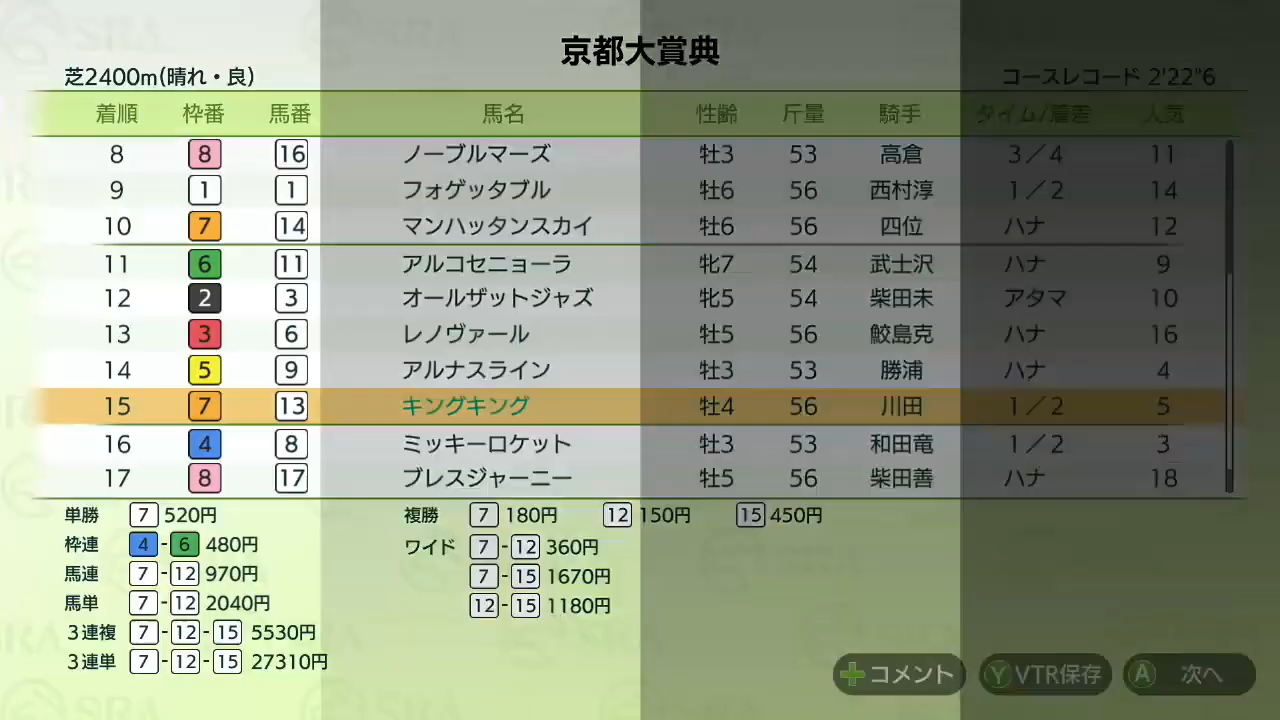 京都大賞典
芝2400m(晴れ・良)
コースレコード 2'22"6
着順 枠番 馬番 馬名 性齢 斤量 騎手 タイム/着差 人気
8 8 16 ノーブルマーズ 牡3 53 高倉 3／4 11
9 1 1 フォゲッタブル 牡6 56 西村淳 1／2 14
10 7 14 マンハッタンスカイ 牡6 56 四位 ハナ 12
11 6 11 アルコセニョーラ 牝7 54 武士沢 ハナ 9
12 2 3 オールザットジャズ 牝5 54 柴田未 アタマ 10
13 3 6 レノヴァール 牡5 56 鮫島克 ハナ 16
14 5 9 アルナスライン 牡3 53 勝浦 ハナ 4
15 7 13 キングキング 牡4 56 川田 1／2 5
16 4 8 ミッキーロケット 牡3 53 和田竜 1／2 3
17 8 17 ブレスジャーニー 牡5 56 柴田善 ハナ 18
単勝 7 520円
枠連 4-6 480円
馬連 7-12 970円
馬単 7-12 2040円
3連複 7-12-15 5530円
3連単 7-12-15 27310円
複勝 7 180円 12 150円 15 450円
ワイド 7-12 360円
7-15 1670円
12-15 1180円
コメント Y VTR保存 A 次へ